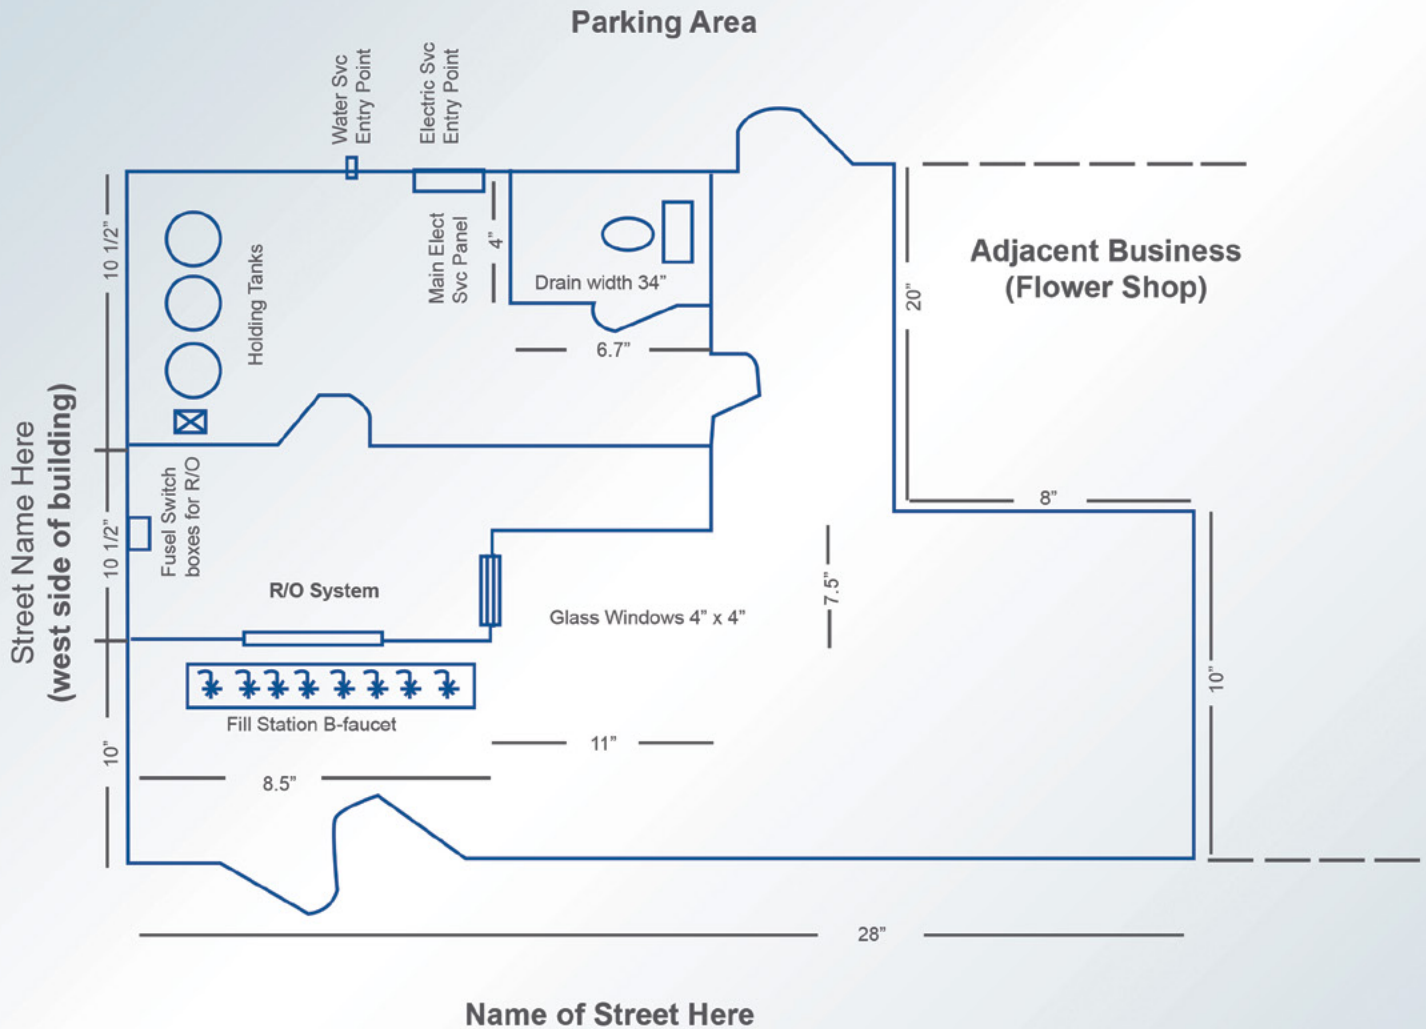 Parking Area
Water Svc
Entry Point
Electric Svc
Entry Point
10 1/2”
Holding Tanks
Main Elect
Svc Panel
4”
Drain width 34”
6.7”
20”
Adjacent Business
(Flower Shop)
8”
Street Name Here
(west side of building)
10 1/2”
Fusel Switch
boxes for R/O
R/O System
Glass Windows 4” x 4”
7.5”
10”
Fill Station B-faucet
10”
11”
8.5”
28”
Name of Street Here